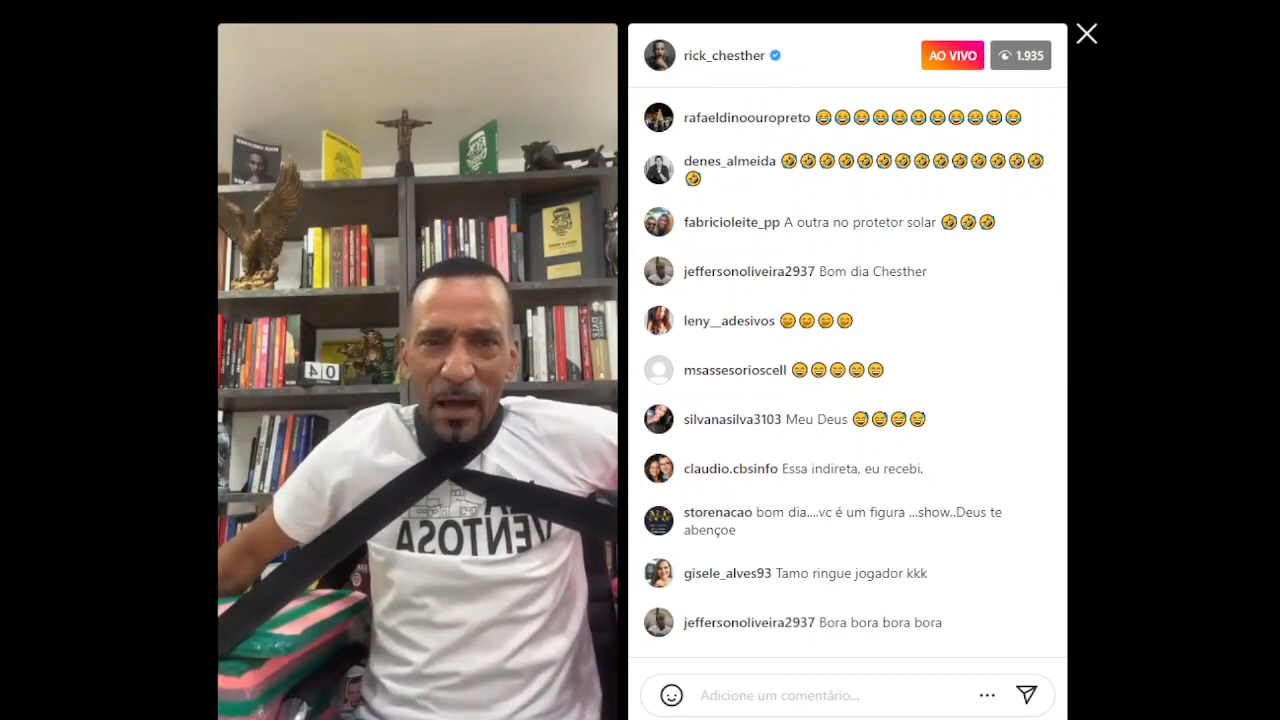 rick_chesther
AO VIVO
1.935
rafaeldinoouropreto 😂😂😂😂😂😂😂😂😂😂😂
denes_almeida 🤣🤣🤣🤣🤣🤣🤣🤣🤣🤣🤣🤣🤣🤣
🤣
fabricioleite_pp A outra no protetor solar 🤣🤣🤣
jeffersonoliveira2937 Bom dia Chesther
leny__adesivos 😁😁😁😁
msassesorioscell 😄😄😄😄😄
silvanasilva3103 Meu Deus 😅😅😅😅
claudio.cbsinfo Essa indireta, eu recebi.
storenacao bom dia....vc é um figura ...show..Deus te
abençoe
gisele_alves93 Tamo ringue jogador kkk
jeffersonoliveira2937 Bora bora bora bora
Adicione um comentário...
04
VENTOSA